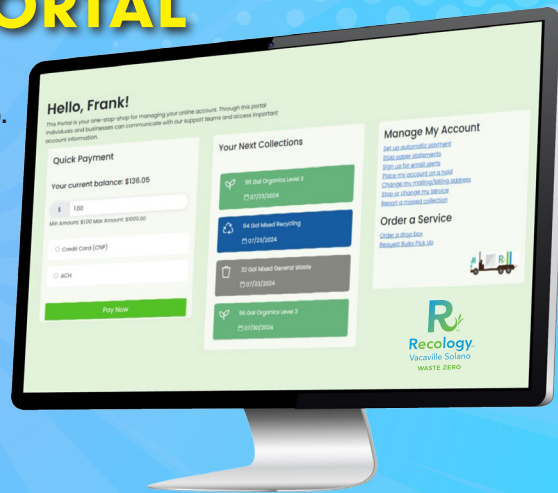 ORTAL
Hello, Frank!
This Portal is your one-stop-shop for managing your online account. Through this portal
individuals and businesses can communicate with our support teams and access important
account information.
Quick Payment
Your current balance: $136.05
$ 1.00
Min Amount: $1.00 Max Amount: $1000.00
Credit Card (CNP)
ACH
Pay Now
Your Next Collections
96 Gal Organics Level 3
07/23/2024
64 Gal Mixed Recycling
07/23/2024
32 Gal Mixed General Waste
07/23/2024
96 Gal Organics Level 3
07/30/2024
Manage My Account
Set up automatic payment
Stop paper statements
Sign up for email alerts
Place my account on a hold
Change my mailing/billing address
Stop or change my service
Report a missed collection
Order a Service
Order a drop box
Request Bulky Pick Up
R
Recology
Vacaville Solano
WASTE ZERO